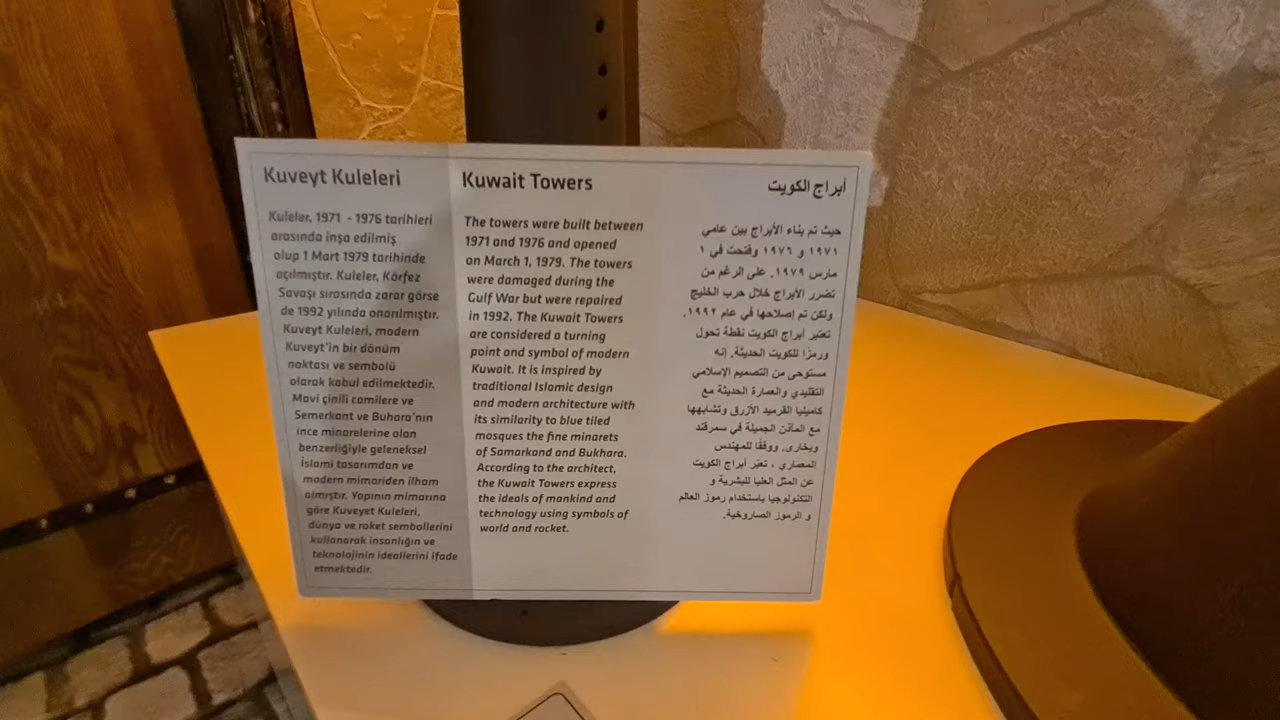 Kuveyt Kuleleri
Kuleler, 1971 - 1976 tarihleri
arasında inşa edilmiş
olup 1 Mart 1979 tarihinde
açılmıştır. Kuleler, Körfez
Savaşı sırasında zarar görse
de 1992 yılında onarılmıştır.
Kuveyt Kuleleri, modern
Kuveyt'in bir dönüm
noktası ve sembolü
olarak kabul edilmektedir.
Mavi çinili camilere ve
Semerkant ve Buhara'nın
ince minarelerine olan
benzerliğiyle geleneksel
İslami tasarımdan ve
modern mimariden ilham
almıştır. Yapının mimarına
göre Kuveyet Kuleleri,
dünya ve roket sembollerini
kullanarak insanlığın ve
teknolojinin ideallerini ifade
etmektedir.
Kuwait Towers
The towers were built between
1971 and 1976 and opened
on March 1, 1979. The towers
were damaged during the
Gulf War but were repaired
in 1992. The Kuwait Towers
are considered a turning
point and symbol of modern
Kuwait. It is inspired by
traditional Islamic design
and modern architecture with
its similarity to blue tiled
mosques the fine minarets
of Samarkand and Bukhara.
According to the architect,
the Kuwait Towers express
the ideals of mankind and
technology using symbols of
world and rocket.
أبراج الكويت
حيث تم بناء الأبراج بين عامي
١٩٧١ و ١٩٧٦ وفتحت في ١
مارس ١٩٧٩. على الرغم من
تضرر الأبراج خلال حرب الخليج
ولكن تم إصلاحها في عام ١٩٩٢.
تعتبر أبراج الكويت نقطة تحول
ورمزًا للكويت الحديثة. إنه
مستوحى من التصميم الإسلامي
التقليدي والعمارة الحديثة مع
كاميليا القرميد الأزرق وتشابهها
مع المآذن الجميلة في سمرقند
وبخارى. ووفقًا للمهندس
المعماري ، تعبّر أبراج الكويت
عن المثل العليا للبشرية و
التكنولوجيا باستخدام رموز العالم
و الرموز الصاروخية.